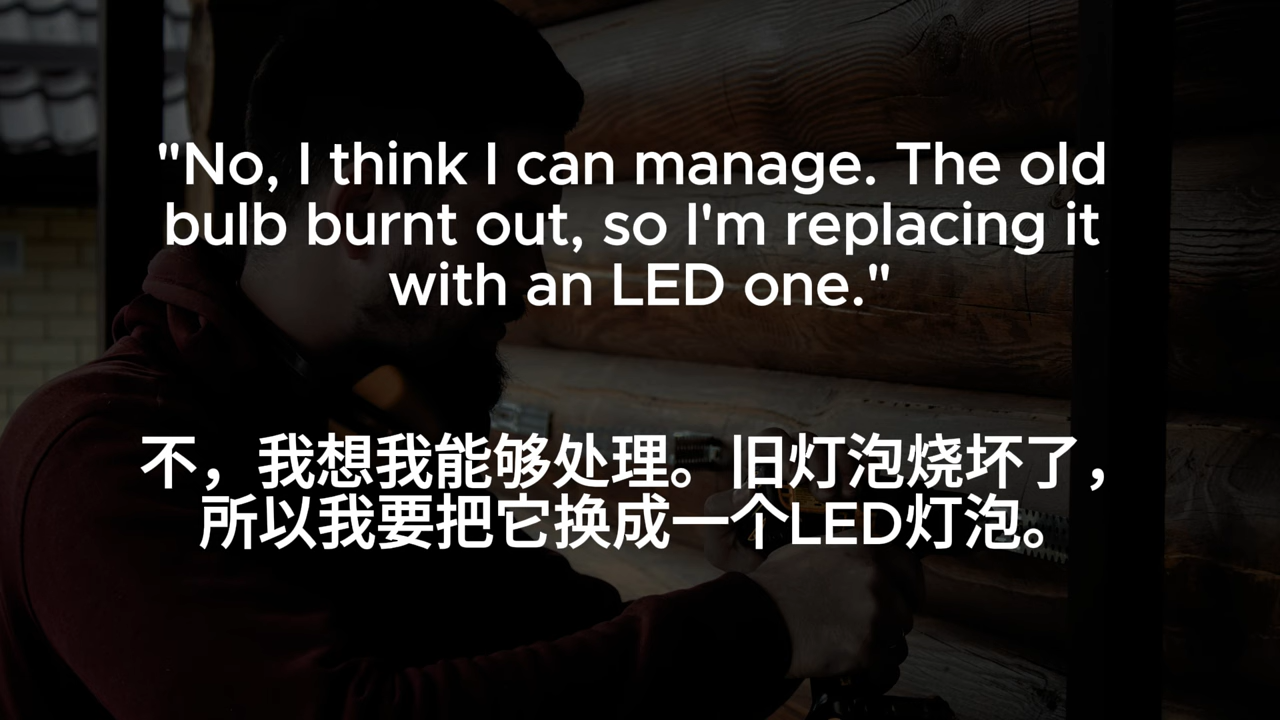 "No, I think I can manage. The old
bulb burnt out, so I'm replacing it
with an LED one."
不，我想我能够处理。旧灯泡烧坏了，
所以我要把它换成一个LED灯泡。